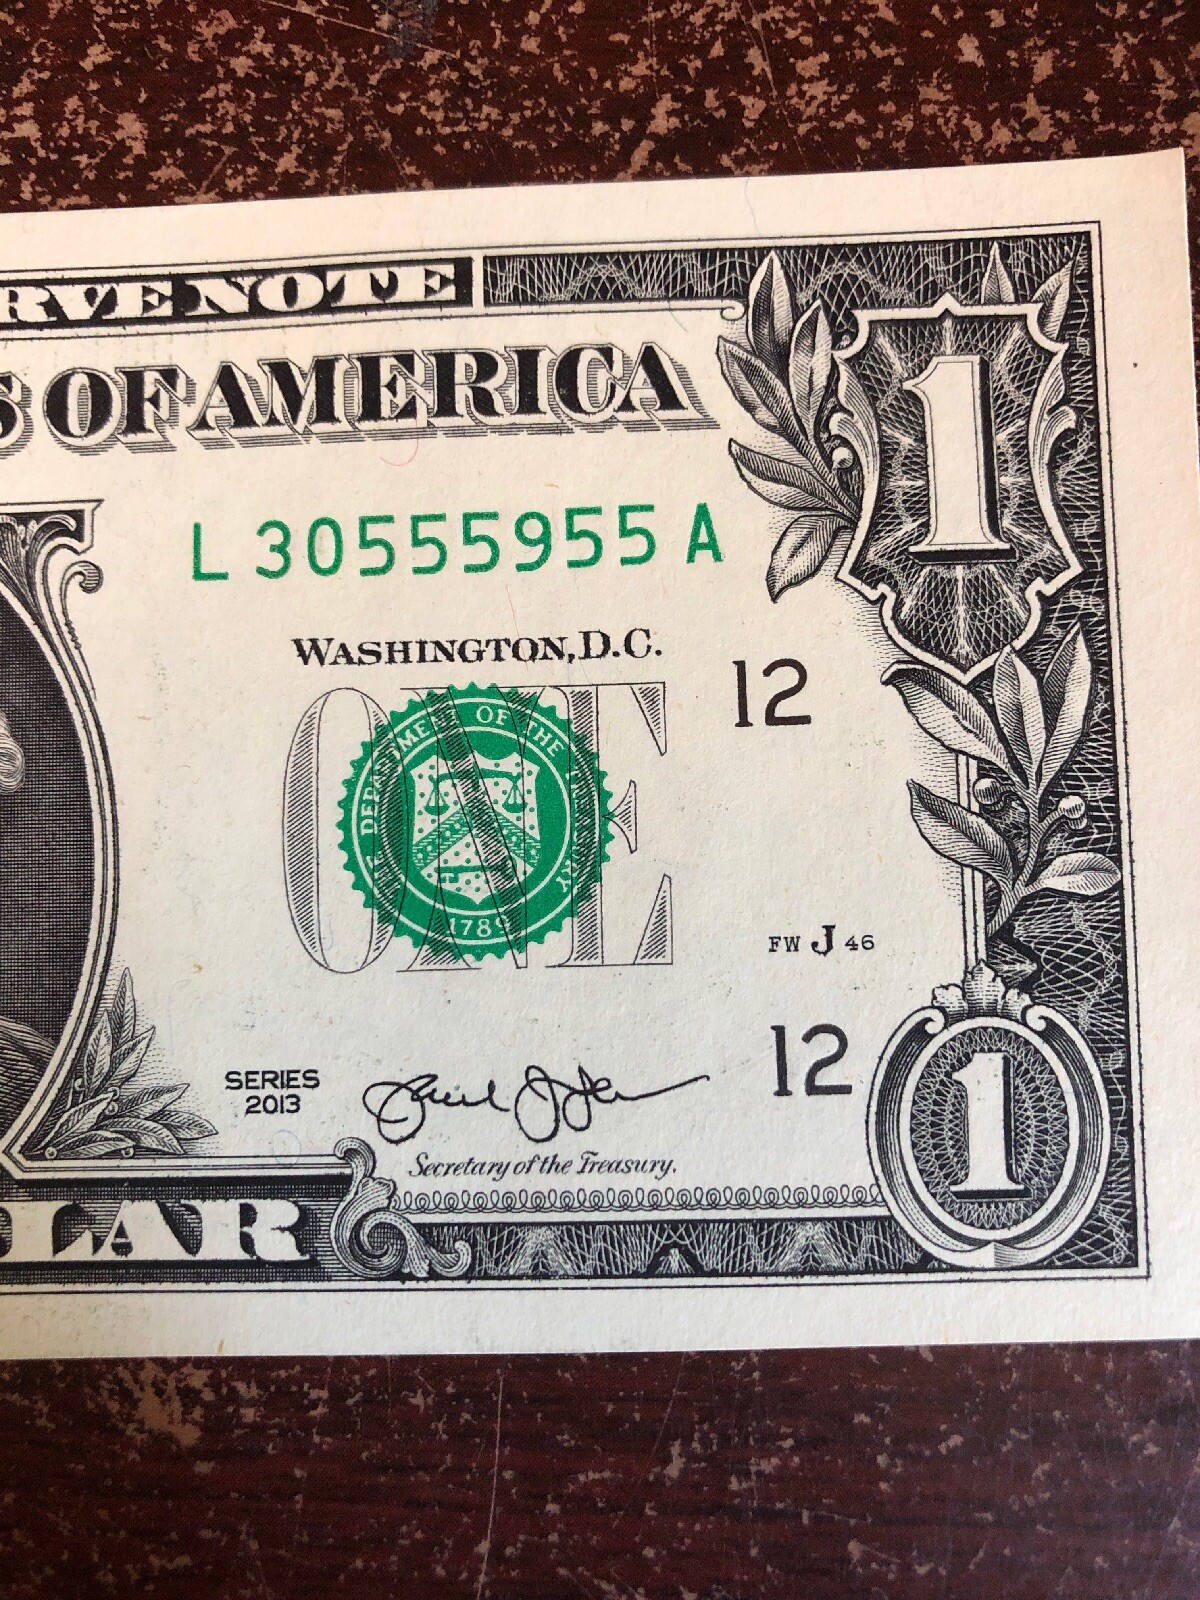 RVE NOTE
S OF AMERICA
1
L 30555955 A
WASHINGTON, D.C.
12
ONE
THE DEPARTMENT OF THE TREASURY
1789
FW J 46
12
SERIES
2013
Secretary of the Treasury.
1
LAR